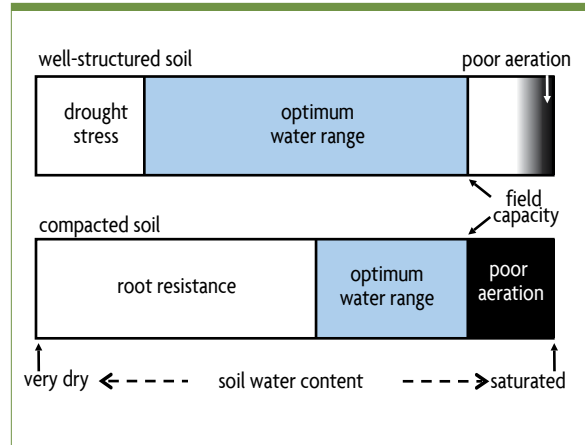 well-structured soil
poor aeration
drought
stress
optimum
water range
field
capacity
compacted soil
root resistance
optimum
water range
poor
aeration
very dry
soil water content
saturated